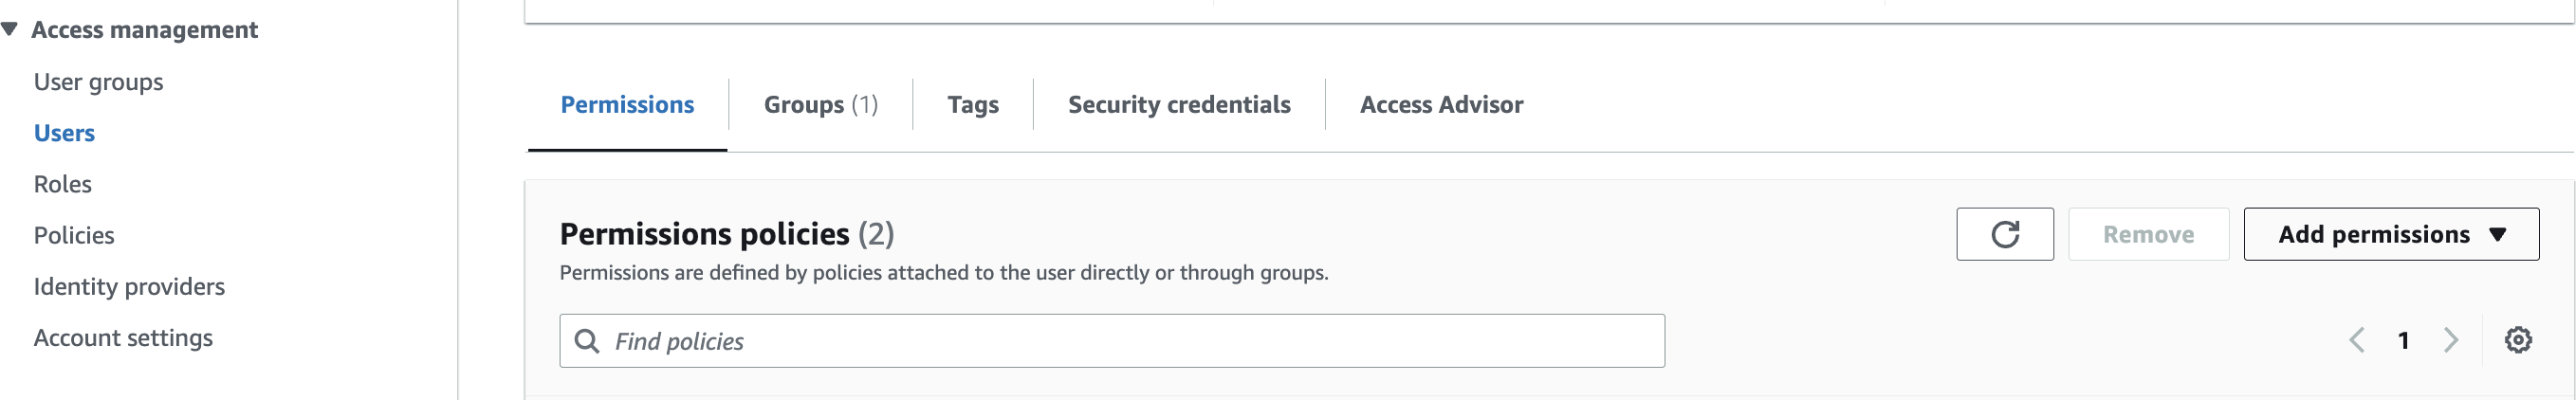 Access management
User groups
Users
Roles
Policies
Identity providers
Account settings
Permissions
Groups (1)
Tags
Security credentials
Access Advisor
Permissions policies (2)
Permissions are defined by policies attached to the user directly or through groups.
Remove
Add permissions
Find policies
1